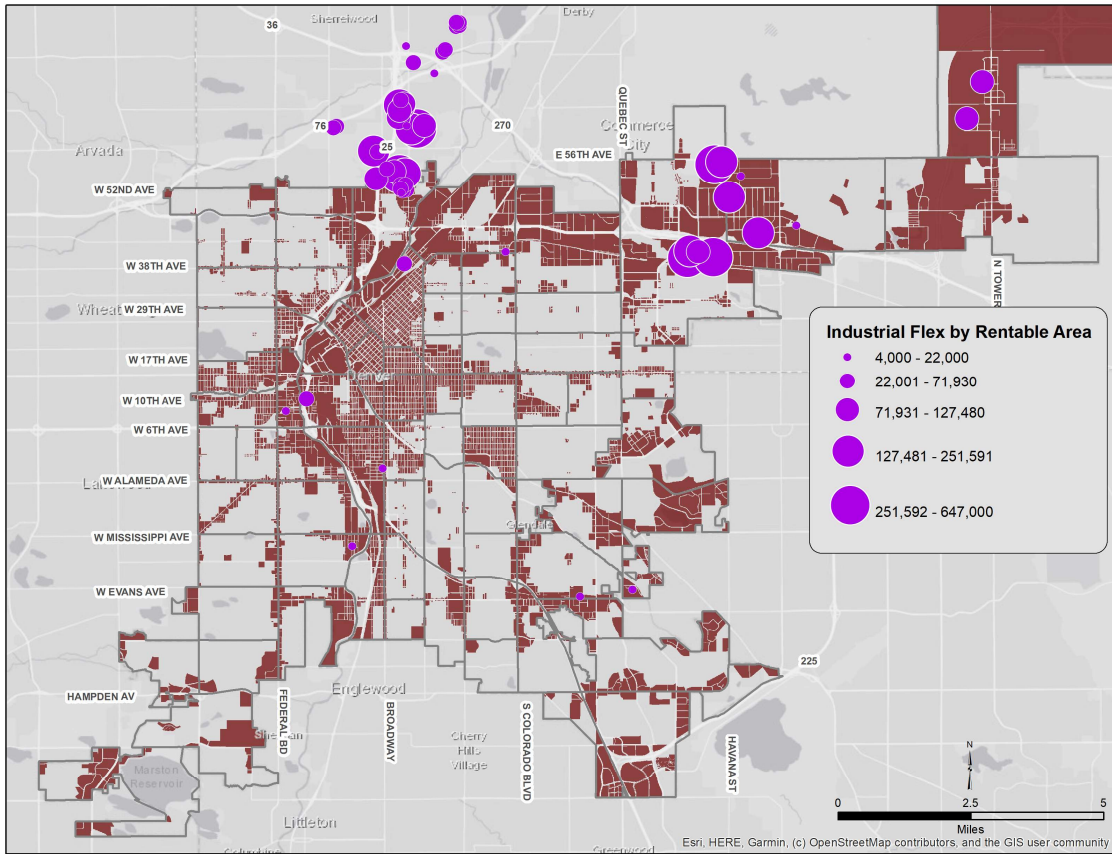 Sherrelwood
Derby
36
76
25
270
QUEBEC ST
Commerce
City
Arvada
E 56TH AVE
W 52ND AVE
W 38TH AVE
N TOWER
Wheat
W 29TH AVE
W 17TH AVE
Denver
W 10TH AVE
W 6TH AVE
W ALAMEDA AVE
Lakewood
Glendale
W MISSISSIPPI AVE
W EVANS AVE
Industrial Flex by Rentable Area
4,000 - 22,000
22,001 - 71,930
71,931 - 127,480
127,481 - 251,591
251,592 - 647,000
225
HAMPDEN AV
Englewood
FEDERAL BD
BROADWAY
S COLORADO BLVD
HAVANA ST
Sheridan
Cherry
Hills
Village
Marston
Reservoir
Littleton
N
0 2.5 5
Miles
Columbine
Greenwood
Esri, HERE, Garmin, (c) OpenStreetMap contributors, and the GIS user community